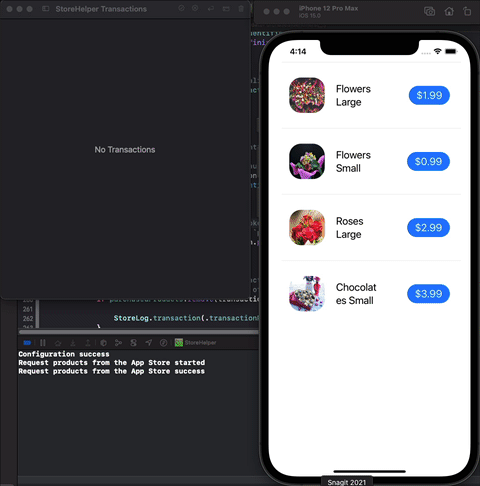 StoreHelper Transactions
No Transactions
iPhone 12 Pro Max
iOS 15.0
4:14
Flowers
Large
$1.99
Flowers
Small
$0.99
Roses
Large
$2.99
Chocolat
es Small
$3.99
261
262
StoreLog.transaction(.transaction
}
StoreHelper
Configuration success
Request products from the App Store started
Request products from the App Store success
Snagit 2021